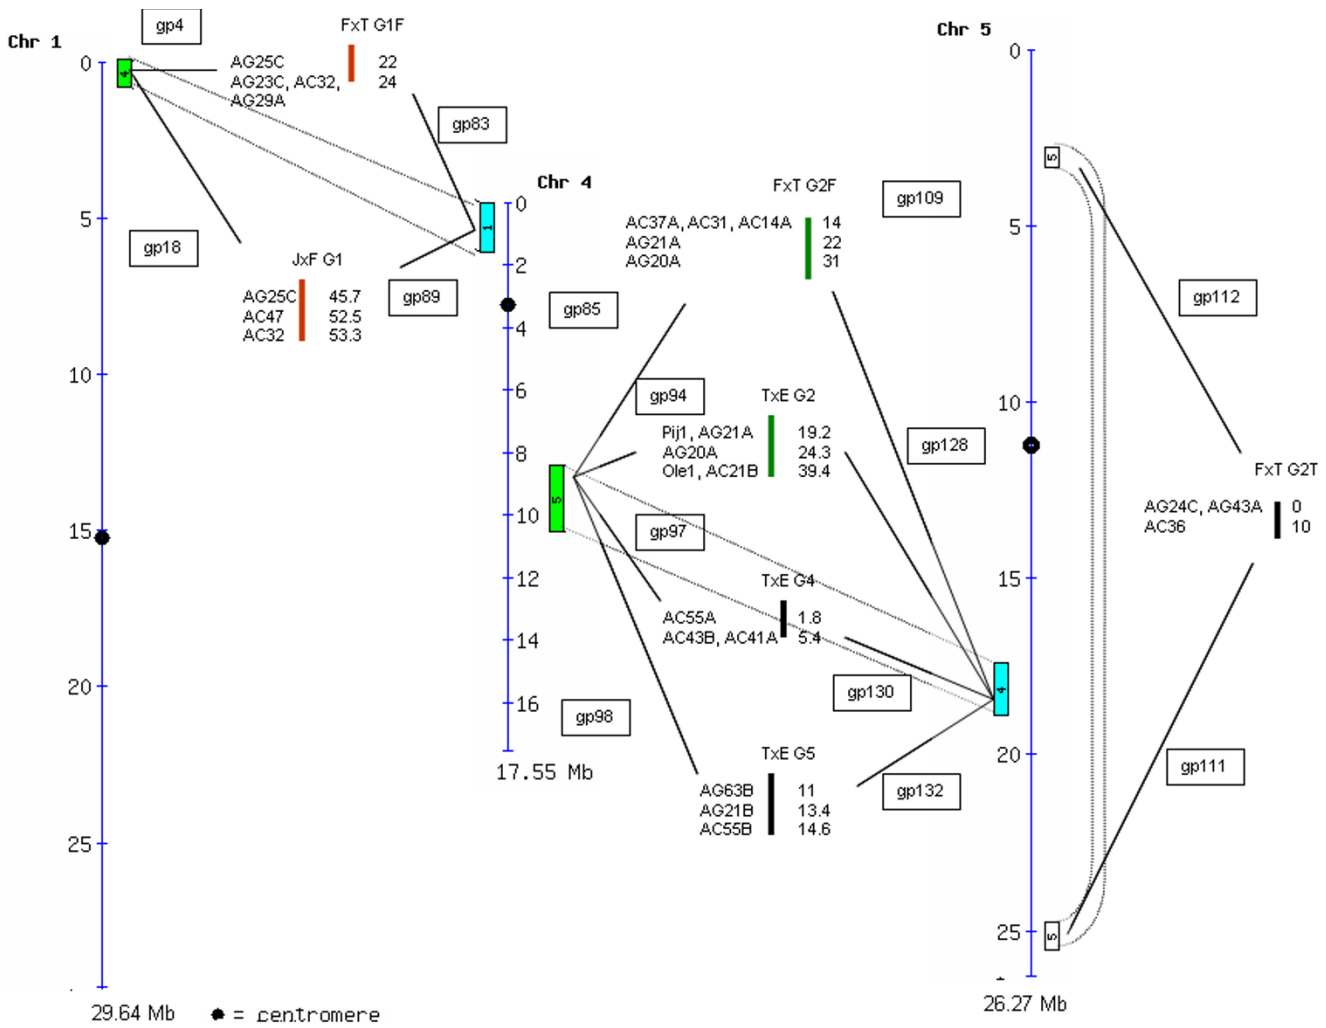 gp4
FxT G1F
Chr 1
Chr 5
0
4
AG25C 22
AG23C, AC32, 24
AG29A
gp83
0
5
Chr 4
FxT G2F
gp109
0
1
5
gp18
AC37A, AC31, AC14A 14
AG21A 22
AG20A 31
5
JxF G1
2
gp89
gp85
gp112
AG25C 45.7
AC47 52.5
AC32 53.3
4
10
6
gp94
TxE G2
10
Pij1, AG21A 19.2
AG20A 24.3
Ole1, AC21B 39.4
gp128
8
FxT G2T
5
10
AG24C, AG43A 0
AC36 10
15
gp97
12
TxE G4
15
AC55A 1.8
AC43B, AC41A 5.4
14
20
4
gp130
16
gp98
TxE G5
20
17.55 Mb
gp111
AG63B 11
AG21B 13.4
AC55B 14.6
gp132
25
25
5
29.64 Mb
= centromere
26.27 Mb